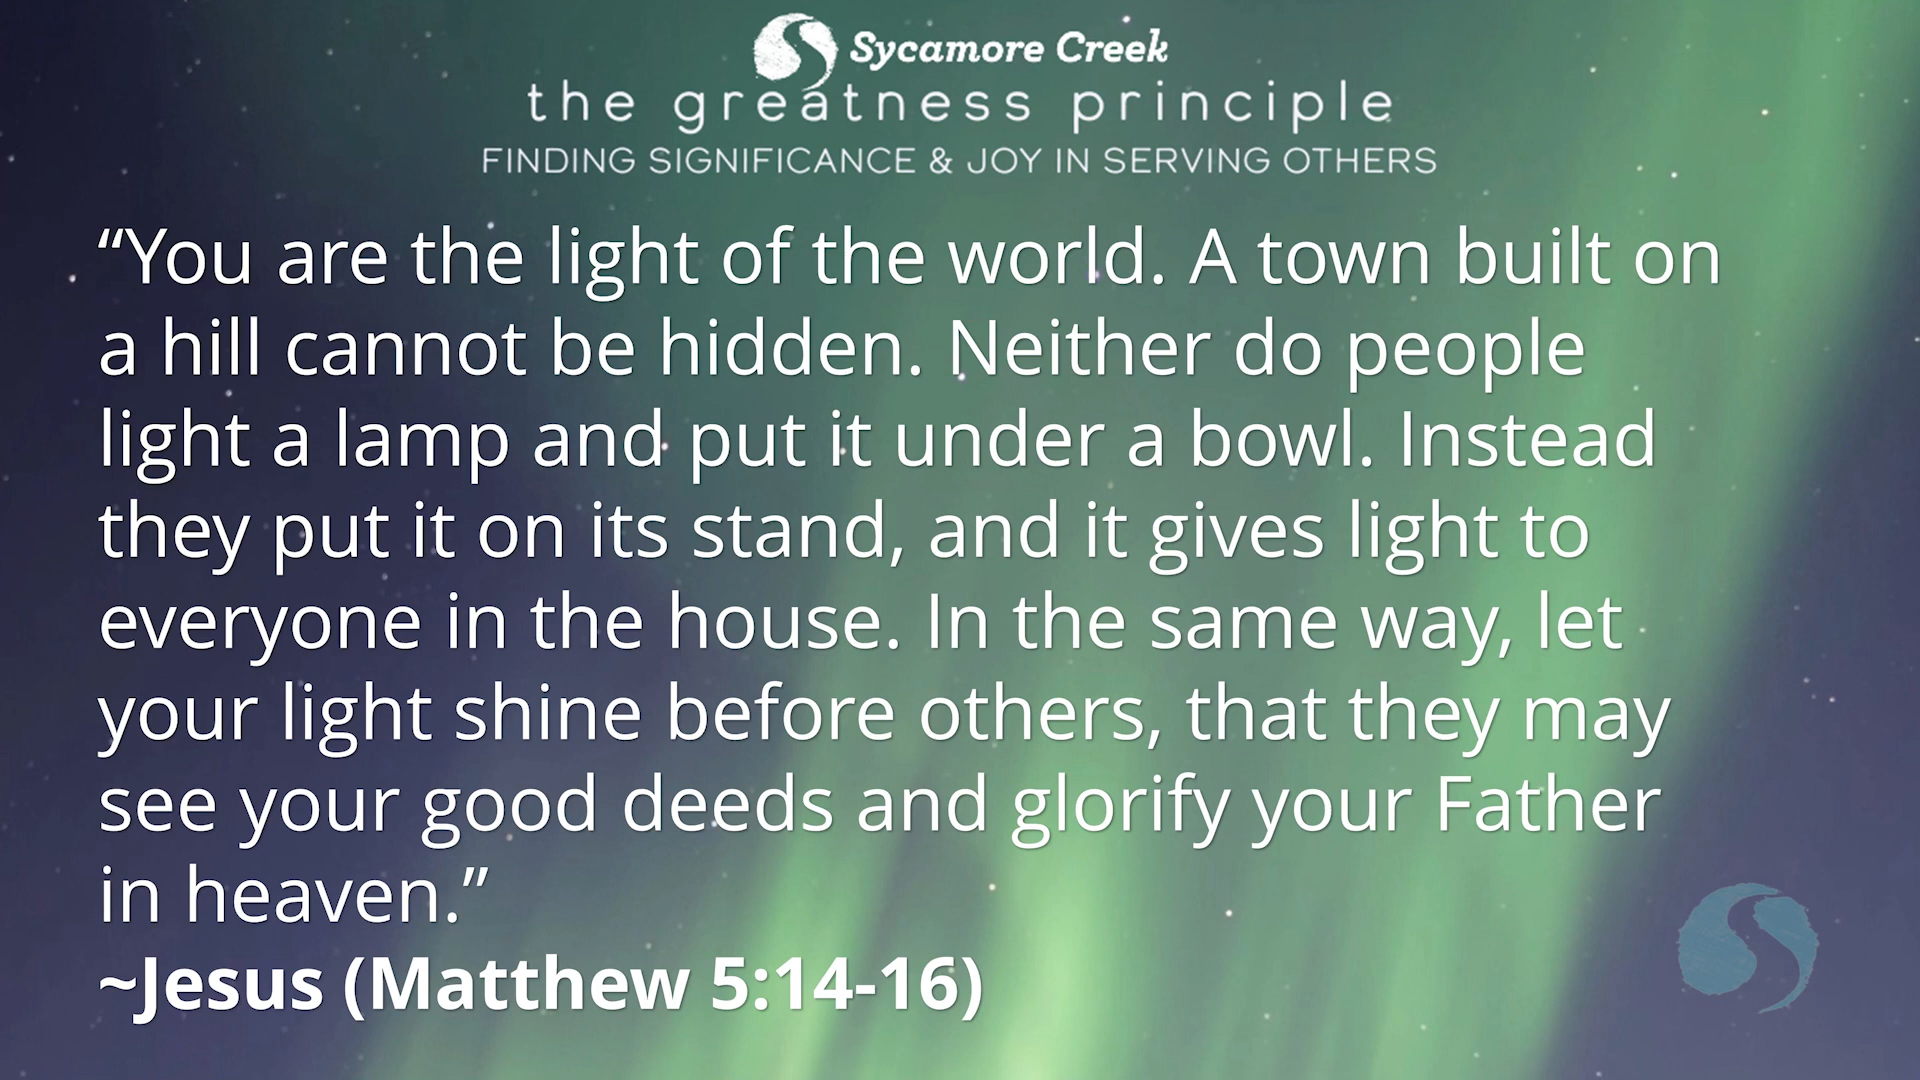 Sycamore Creek
the greatness principle
FINDING SIGNIFICANCE & JOY IN SERVING OTHERS
“You are the light of the world. A town built on
a hill cannot be hidden. Neither do people
light a lamp and put it under a bowl. Instead
they put it on its stand, and it gives light to
everyone in the house. In the same way, let
your light shine before others, that they may
see your good deeds and glorify your Father
in heaven.”
~Jesus (Matthew 5:14-16)